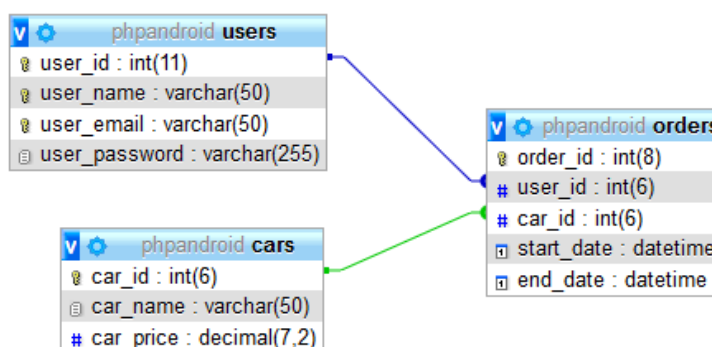 phpandroid users
user_id : int(11)
user_name : varchar(50)
user_email : varchar(50)
user_password : varchar(255)
phpandroid orders
order_id : int(8)
user_id : int(6)
car_id : int(6)
start_date : datetime
end_date : datetime
phpandroid cars
car_id : int(6)
car_name : varchar(50)
car_price : decimal(7,2)